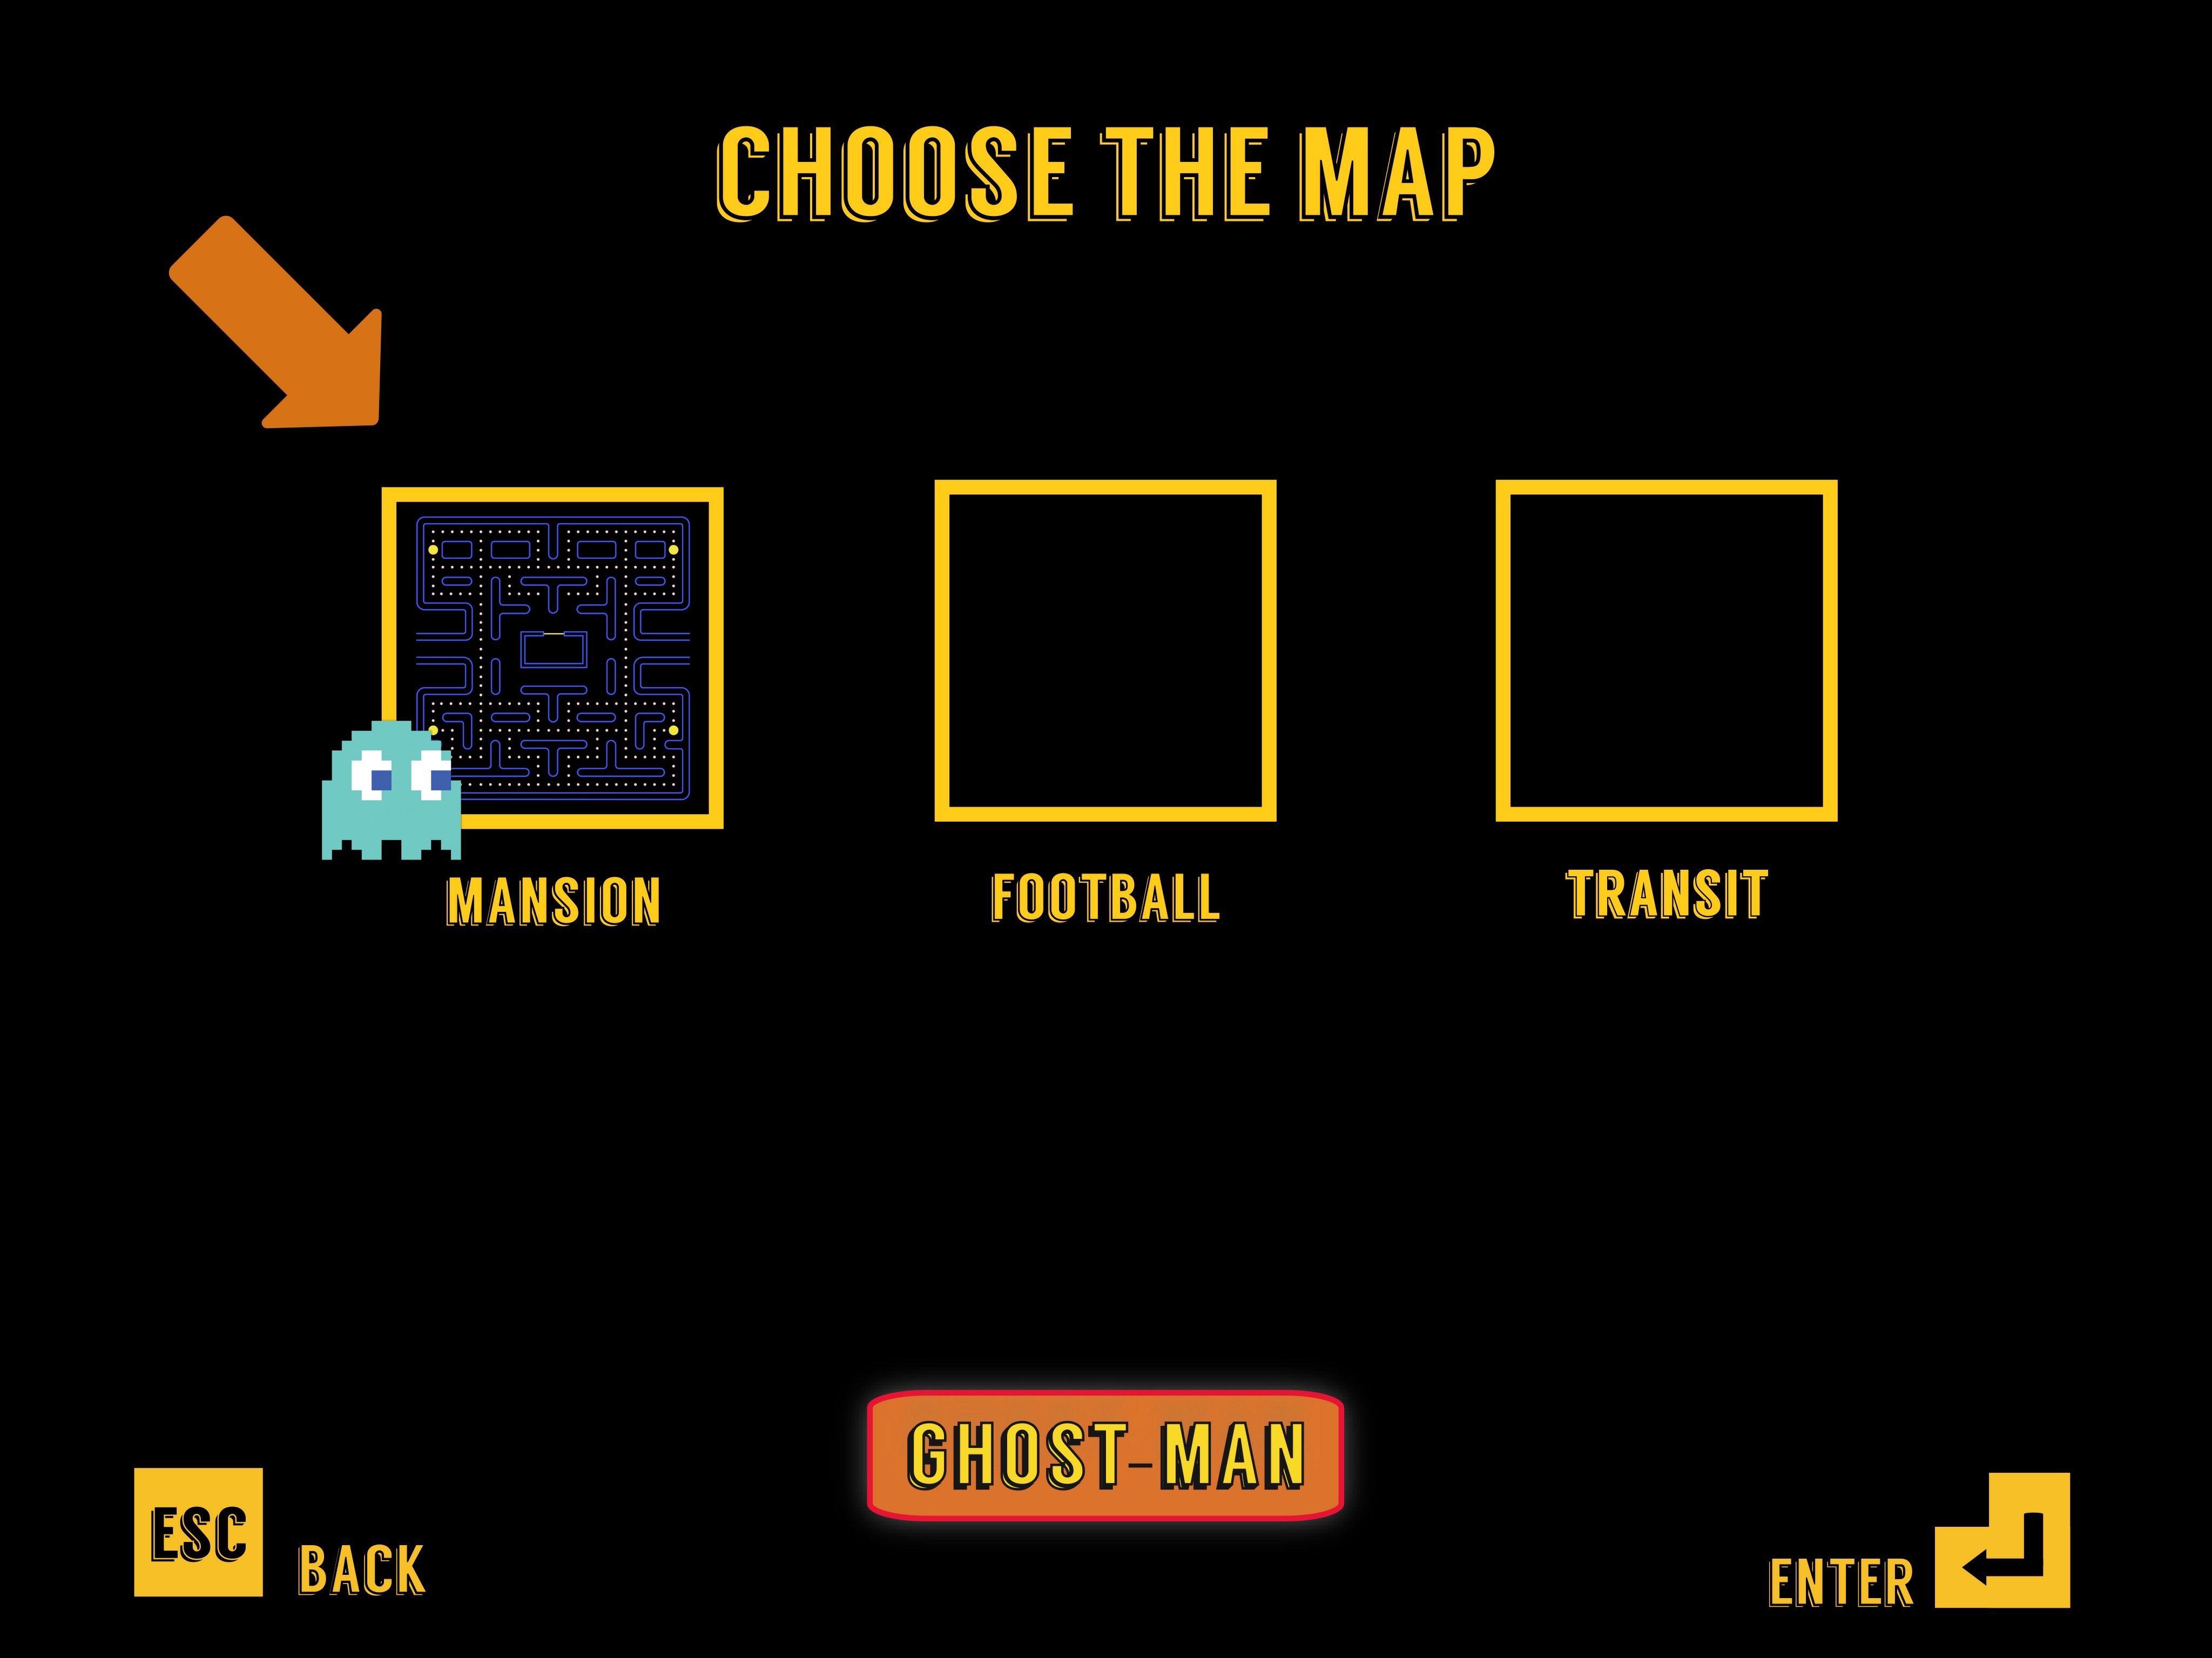 CHOOSE THE MAP
MANSION
FOOTBALL
TRANSIT
GHOST-MAN
ESC
BACK
ENTER